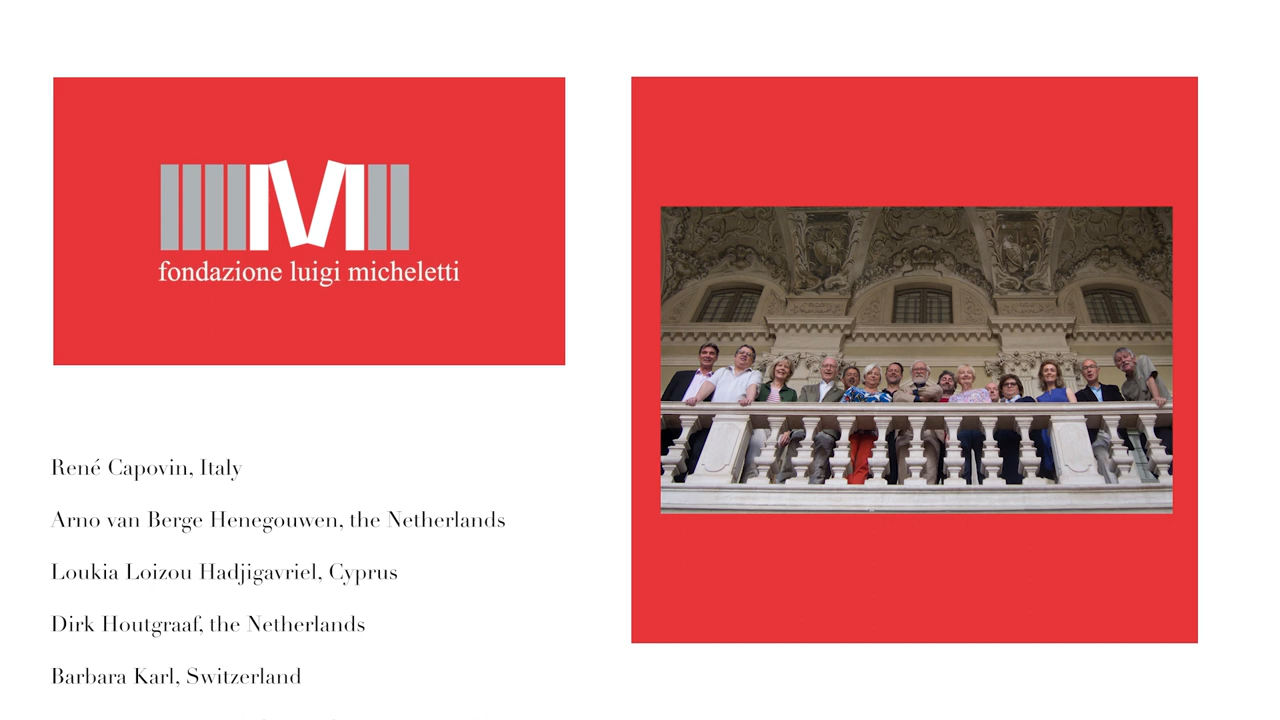 fondazione luigi micheletti
René Capovin, Italy
Arno van Berge Henegouwen, the Netherlands
Loukia Loizou Hadjigavriel, Cyprus
Dirk Houtgraaf, the Netherlands
Barbara Karl, Switzerland